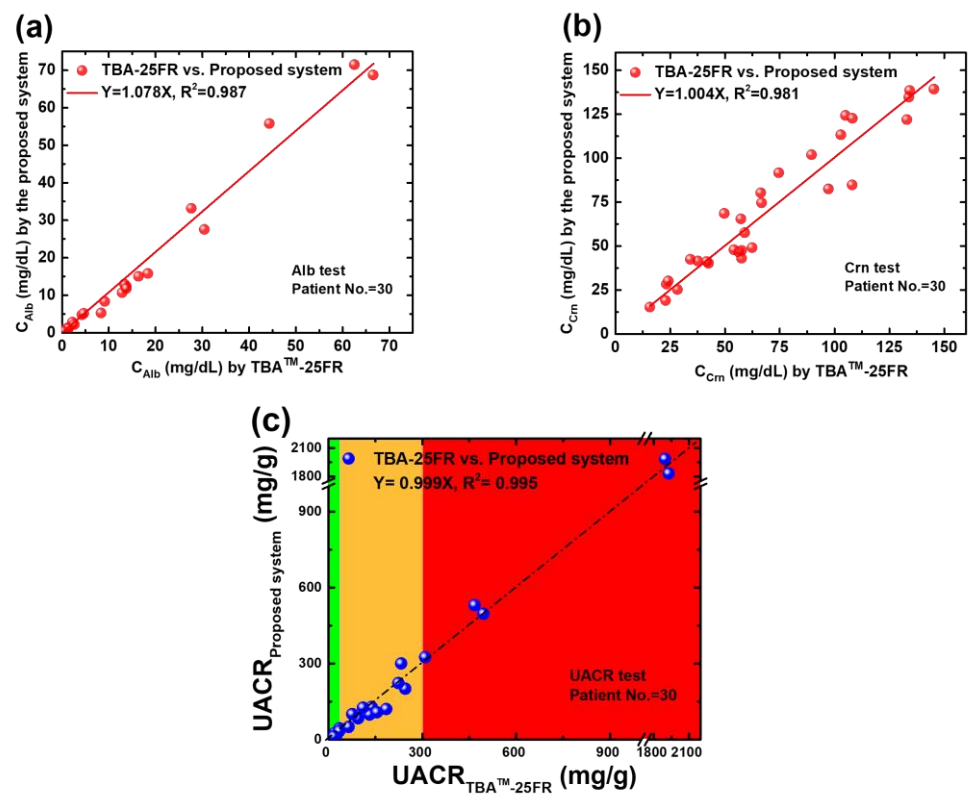 (a)
C_Alb (mg/dL) by the proposed system
70
60
50
40
30
20
10
0
TBA-25FR vs. Proposed system
Y=1.078X, R²=0.987
Alb test
Patient No.=30
0 10 20 30 40 50 60 70
C_Alb (mg/dL) by TBA™-25FR
(b)
C_Crn (mg/dL) by the proposed system
150
125
100
75
50
25
0
TBA-25FR vs. Proposed system
Y=1.004X, R²=0.981
Crn test
Patient No.=30
0 25 50 75 100 125 150
C_Crn (mg/dL) by TBA™-25FR
(c)
UACR_Proposed system (mg/g)
2100
1800
900
600
300
0
TBA-25FR vs. Proposed system
Y= 0.999X, R²= 0.995
UACR test
Patient No.=30
0 300 600 900 1800 2100
UACR_TBA™-25FR (mg/g)